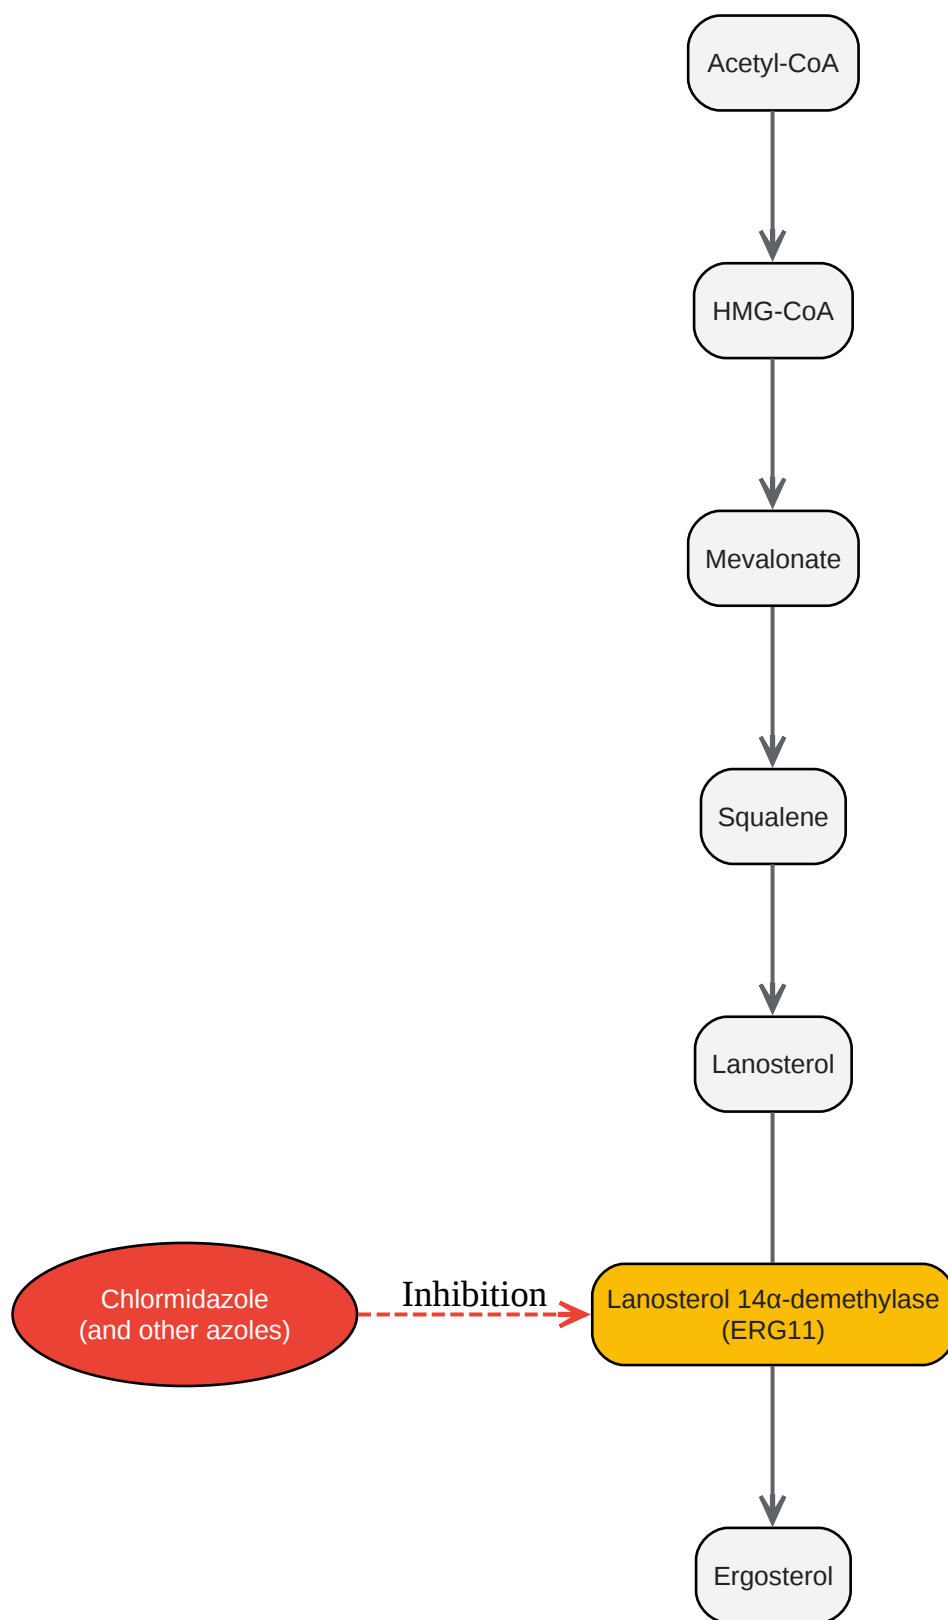 Acetyl-CoA
HMG-CoA
Mevalonate
Squalene
Lanosterol
Chlormidazole
(and other azoles)
Inhibition
Lanosterol 14α-demethylase
(ERG11)
Ergosterol